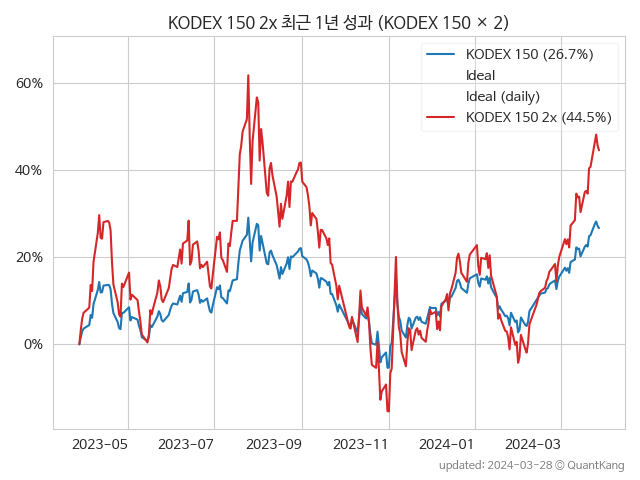 KODEX 150 2x 최근 1년 성과 (KODEX 150 × 2)
KODEX 150 (26.7%)
Ideal
Ideal (daily)
KODEX 150 2x (44.5%)
60%
40%
20%
0%
2023-05 2023-07 2023-09 2023-11 2024-01 2024-03
updated: 2024-03-28 © QuantKang